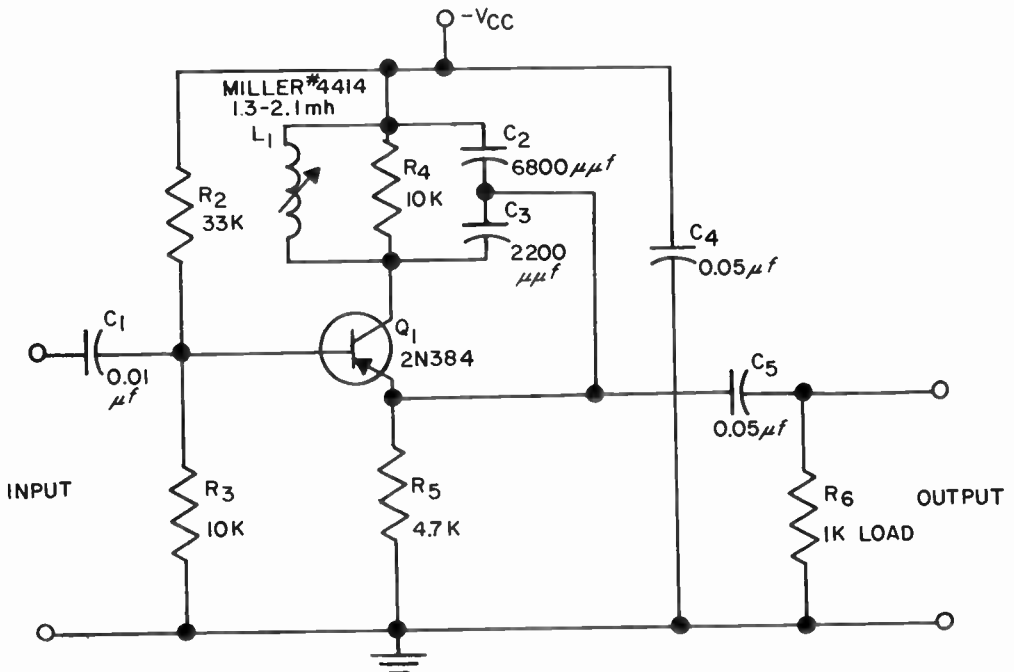 -VCC
MILLER #4414
1.3-2.1mh
L1
R2
33K
R4
10K
C2
6800 μμf
C3
2200
μμf
C4
0.05μf
C1
0.01
μf
Q1
2N384
C5
0.05μf
INPUT
R3
10K
R5
4.7K
R6
1K LOAD
OUTPUT